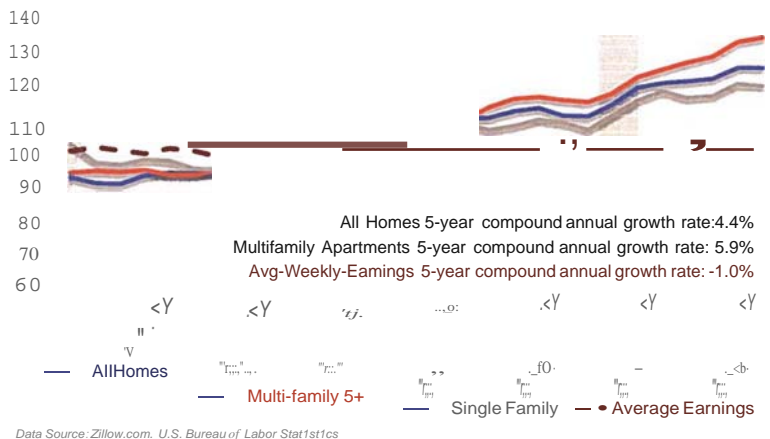 140
130
120
110
100
90
80
70
60
All Homes 5-year compound annual growth rate:4.4%
Multifamily Apartments 5-year compound annual growth rate: 5.9%
Avg-Weekly-Eamings 5-year compound annual growth rate: -1.0%
<Y .<Y 'tj. ..,o: .<Y <Y <Y
AllHomes
Multi-family 5+
Single Family
Average Earnings
Data Source: Zillow.com. U.S. Bureau of Labor Stat1st1cs